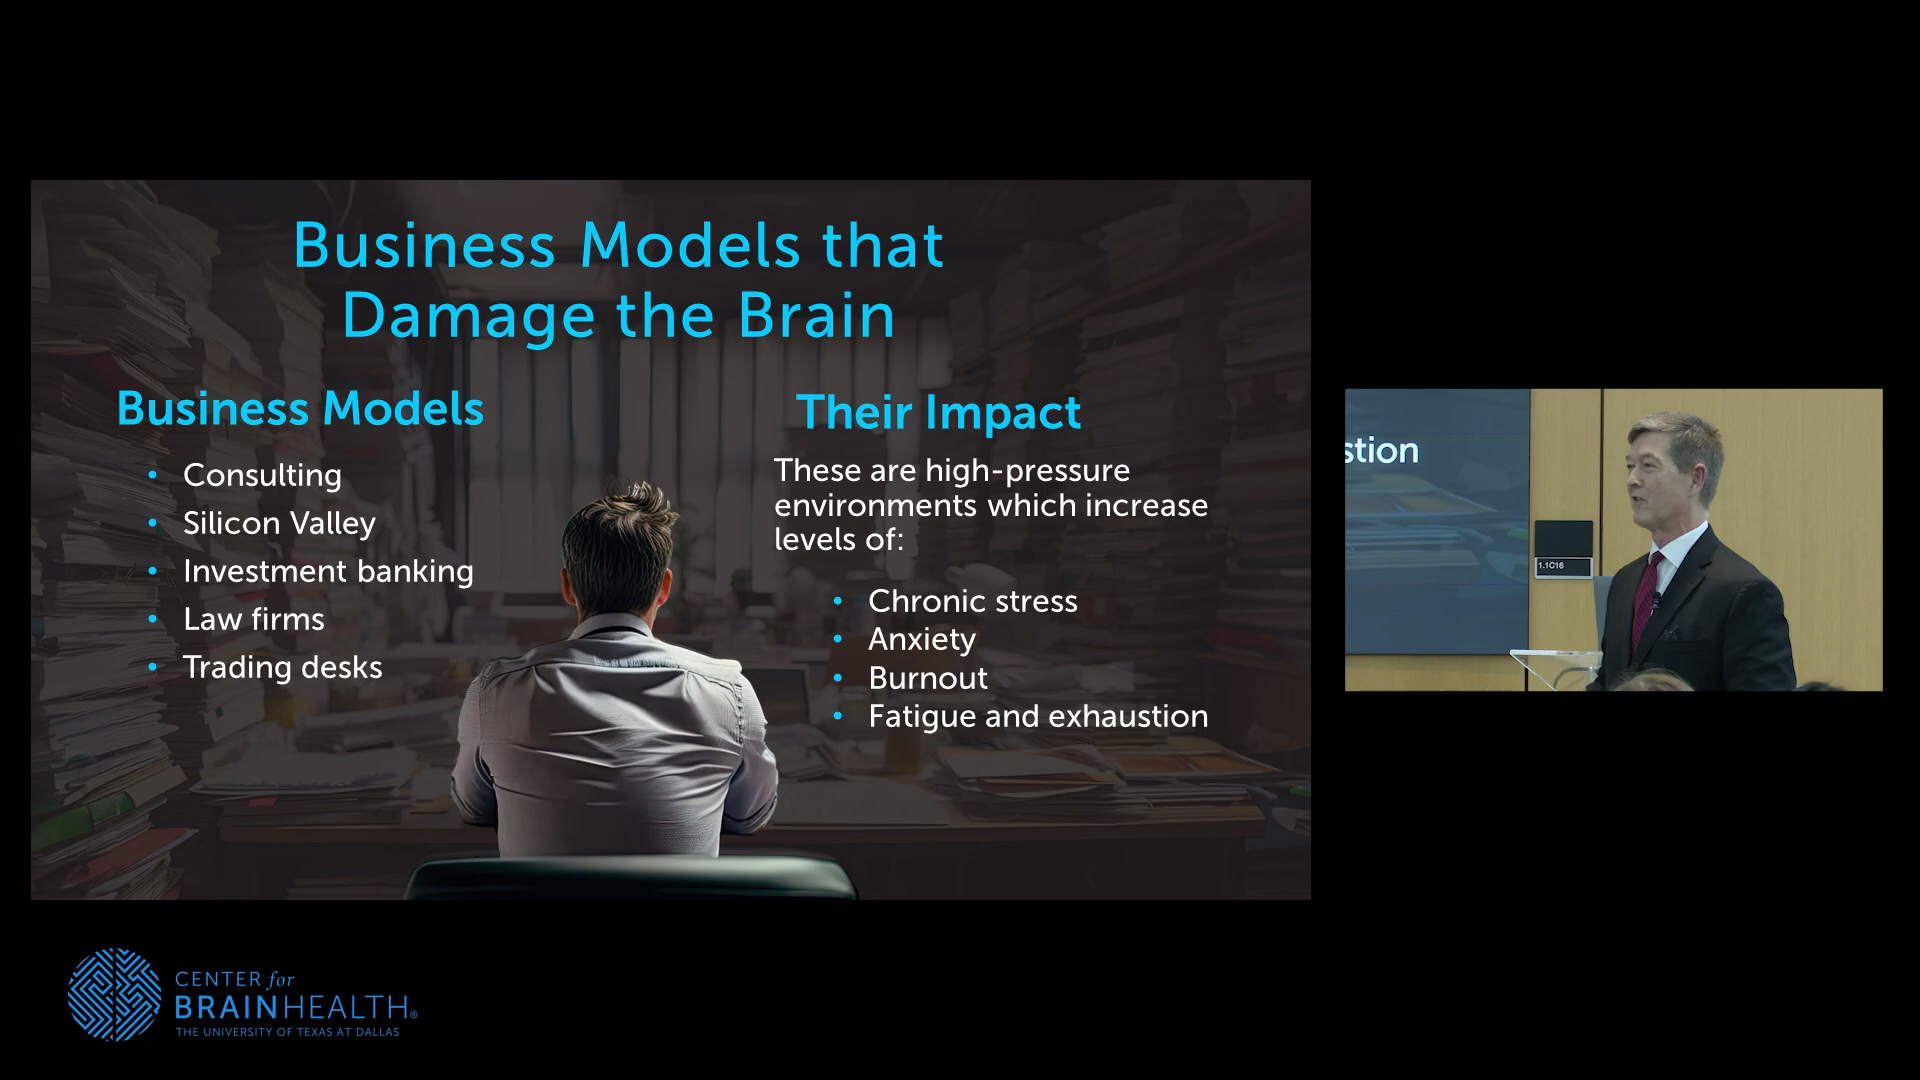 Business Models that
Damage the Brain
Business Models
• Consulting
• Silicon Valley
• Investment banking
• Law firms
• Trading desks
Their Impact
These are high-pressure
environments which increase
levels of:
• Chronic stress
• Anxiety
• Burnout
• Fatigue and exhaustion
stion
1.1C16
CENTER for
BRAINHEALTH®
THE UNIVERSITY OF TEXAS AT DALLAS